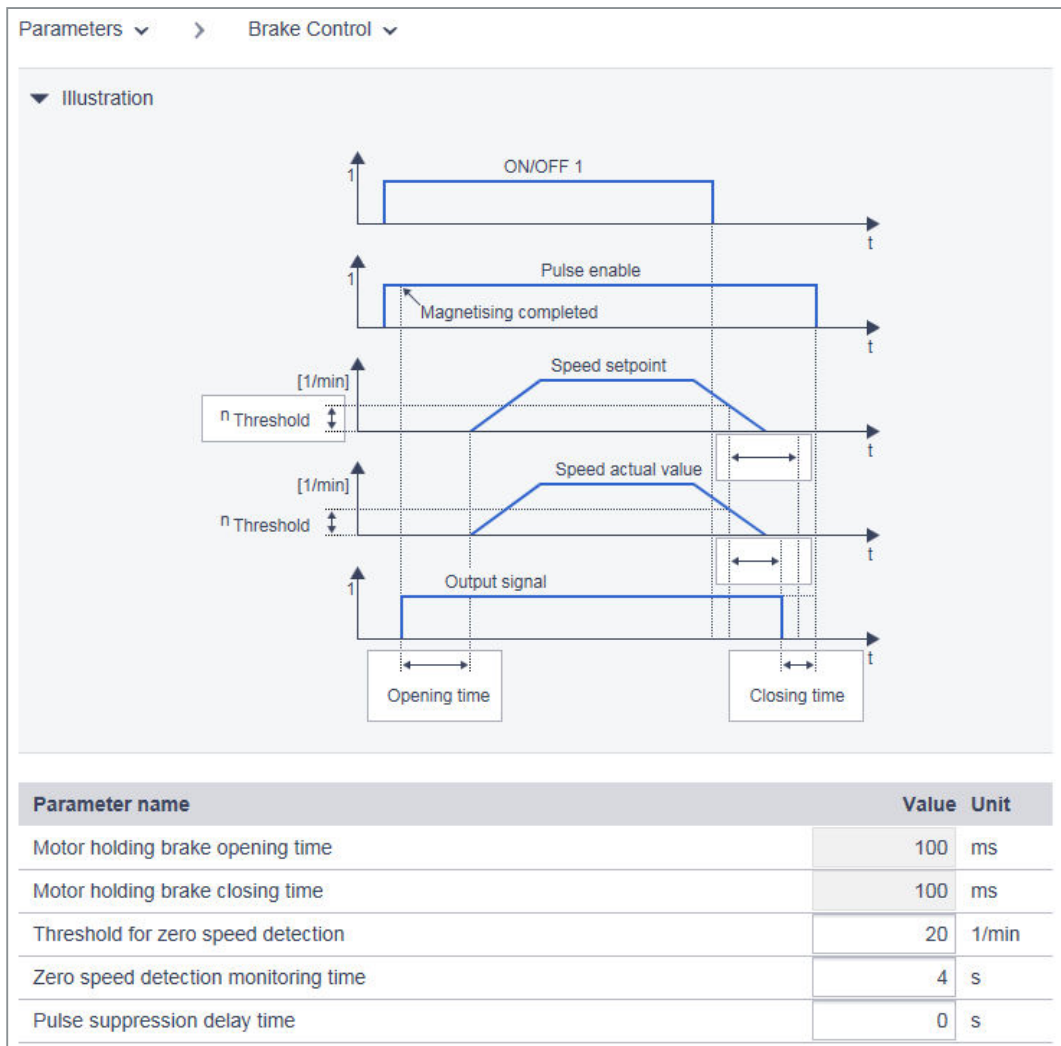 Parameters > Brake Control
Illustration
ON/OFF 1
1
t
Pulse enable
1
Magnetising completed
t
Speed setpoint
[1/min]
n Threshold
t
Speed actual value
[1/min]
n Threshold
t
Output signal
1
t
Opening time Closing time
Parameter name Value Unit
Motor holding brake opening time 100 ms
Motor holding brake closing time 100 ms
Threshold for zero speed detection 20 1/min
Zero speed detection monitoring time 4 s
Pulse suppression delay time 0 s